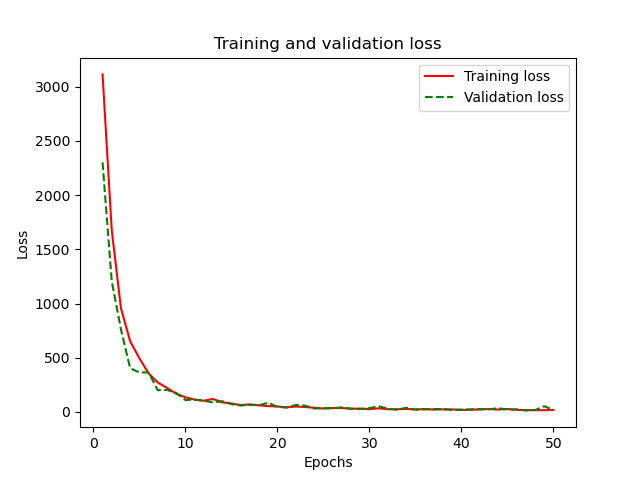 Training and validation loss
Training loss
Validation loss
3000
2500
2000
1500
1000
500
0
Loss
0 10 20 30 40 50
Epochs